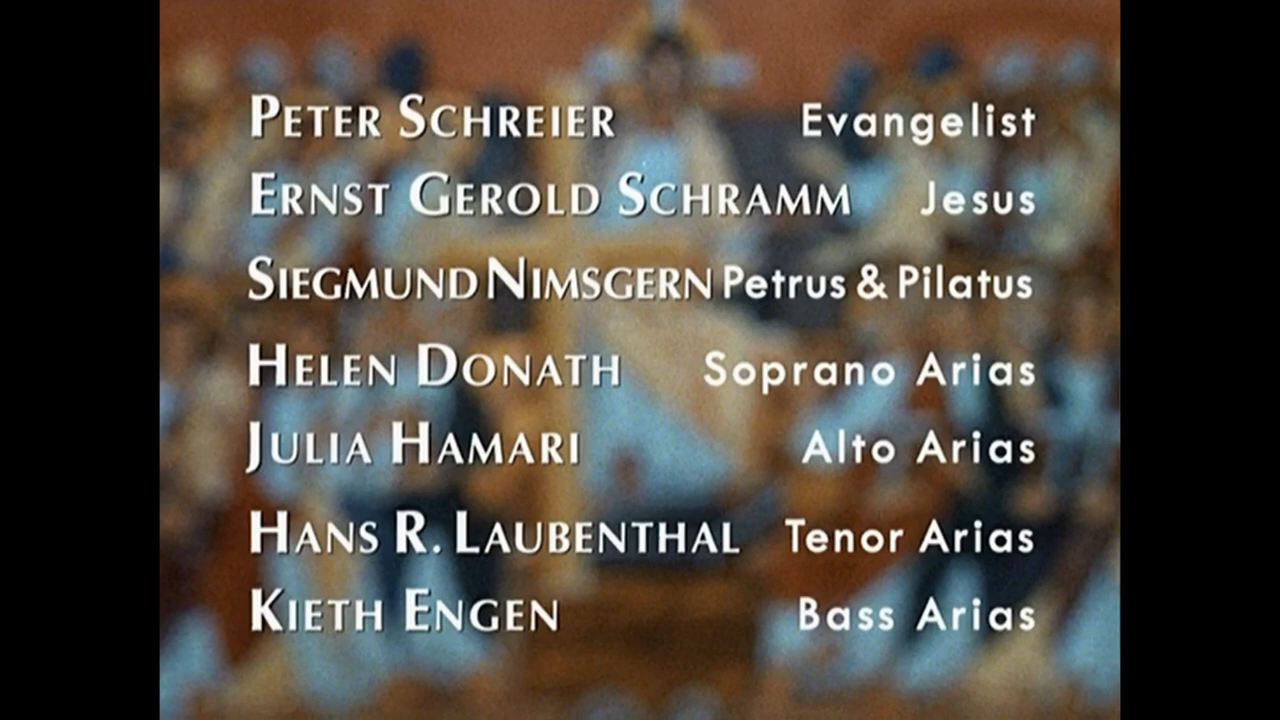 Peter Schreier Evangelist
Ernst Gerold Schramm Jesus
Siegmund Nimsgern Petrus & Pilatus
Helen Donath Soprano Arias
Julia Hamari Alto Arias
Hans R. Laubenthal Tenor Arias
Kieth Engen Bass Arias